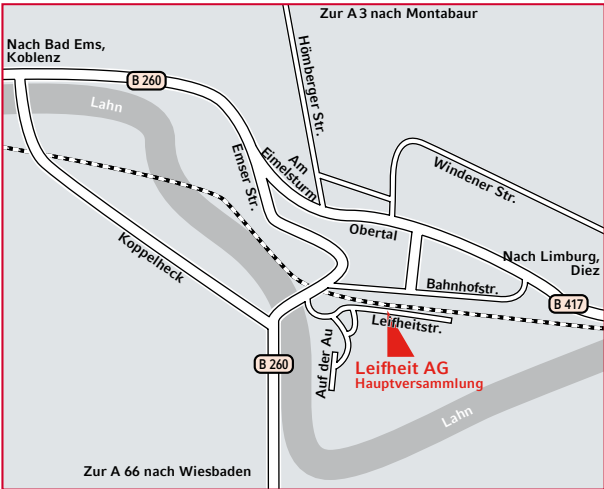 Zur A 3 nach Montabaur
Nach Bad Ems,
Koblenz
B 260
Lahn
Hömberger Str.
Am
Eimelsturm
Emser Str.
Windener Str.
Obertal
Koppelheck
Nach Limburg,
Diez
Bahnhofstr.
B 417
Leifheitstr.
Auf der Au
B 260
Leifheit AG
Hauptversammlung
Lahn
Zur A 66 nach Wiesbaden